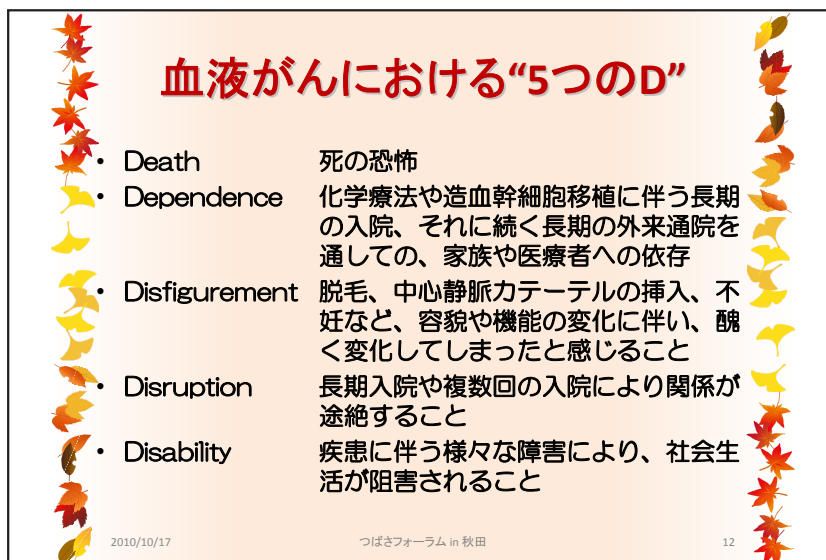 血液がんにおける“5つのD”
• Death 死の恐怖
• Dependence 化学療法や造血幹細胞移植に伴う長期
の入院、それに続く長期の外来通院を
通しての、家族や医療者への依存
• Disfigurement 脱毛、中心静脈カテーテルの挿入、不
妊など、容貌や機能の変化に伴い、醜
く変化してしまったと感じること
• Disruption 長期入院や複数回の入院により関係が
途絶すること
• Disability 疾患に伴う様々な障害により、社会生
活が阻害されること
2010/10/17 つばさフォーラム in 秋田 12